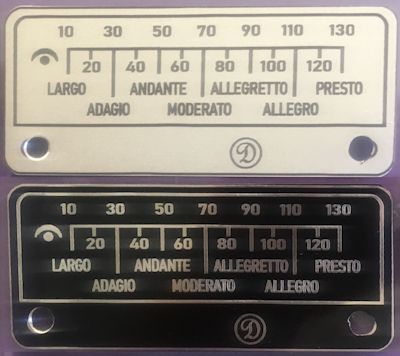 10 30 50 70 90 110 130
20 40 60 80 100 120
LARGO ANDANTE ALLEGRETTO PRESTO
ADAGIO MODERATO ALLEGRO
D
10 30 50 70 90 110 130
20 40 60 80 100 120
LARGO ANDANTE ALLEGRETTO PRESTO
ADAGIO MODERATO ALLEGRO
D